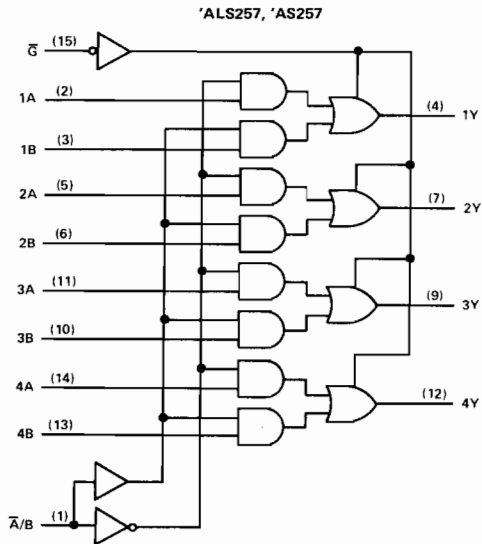 'ALS257, 'AS257
G̅ (15)
1A (2)
(4) 1Y
1B (3)
2A (5)
(7) 2Y
2B (6)
3A (11)
(9) 3Y
3B (10)
4A (14)
(12) 4Y
4B (13)
A̅/B (1)